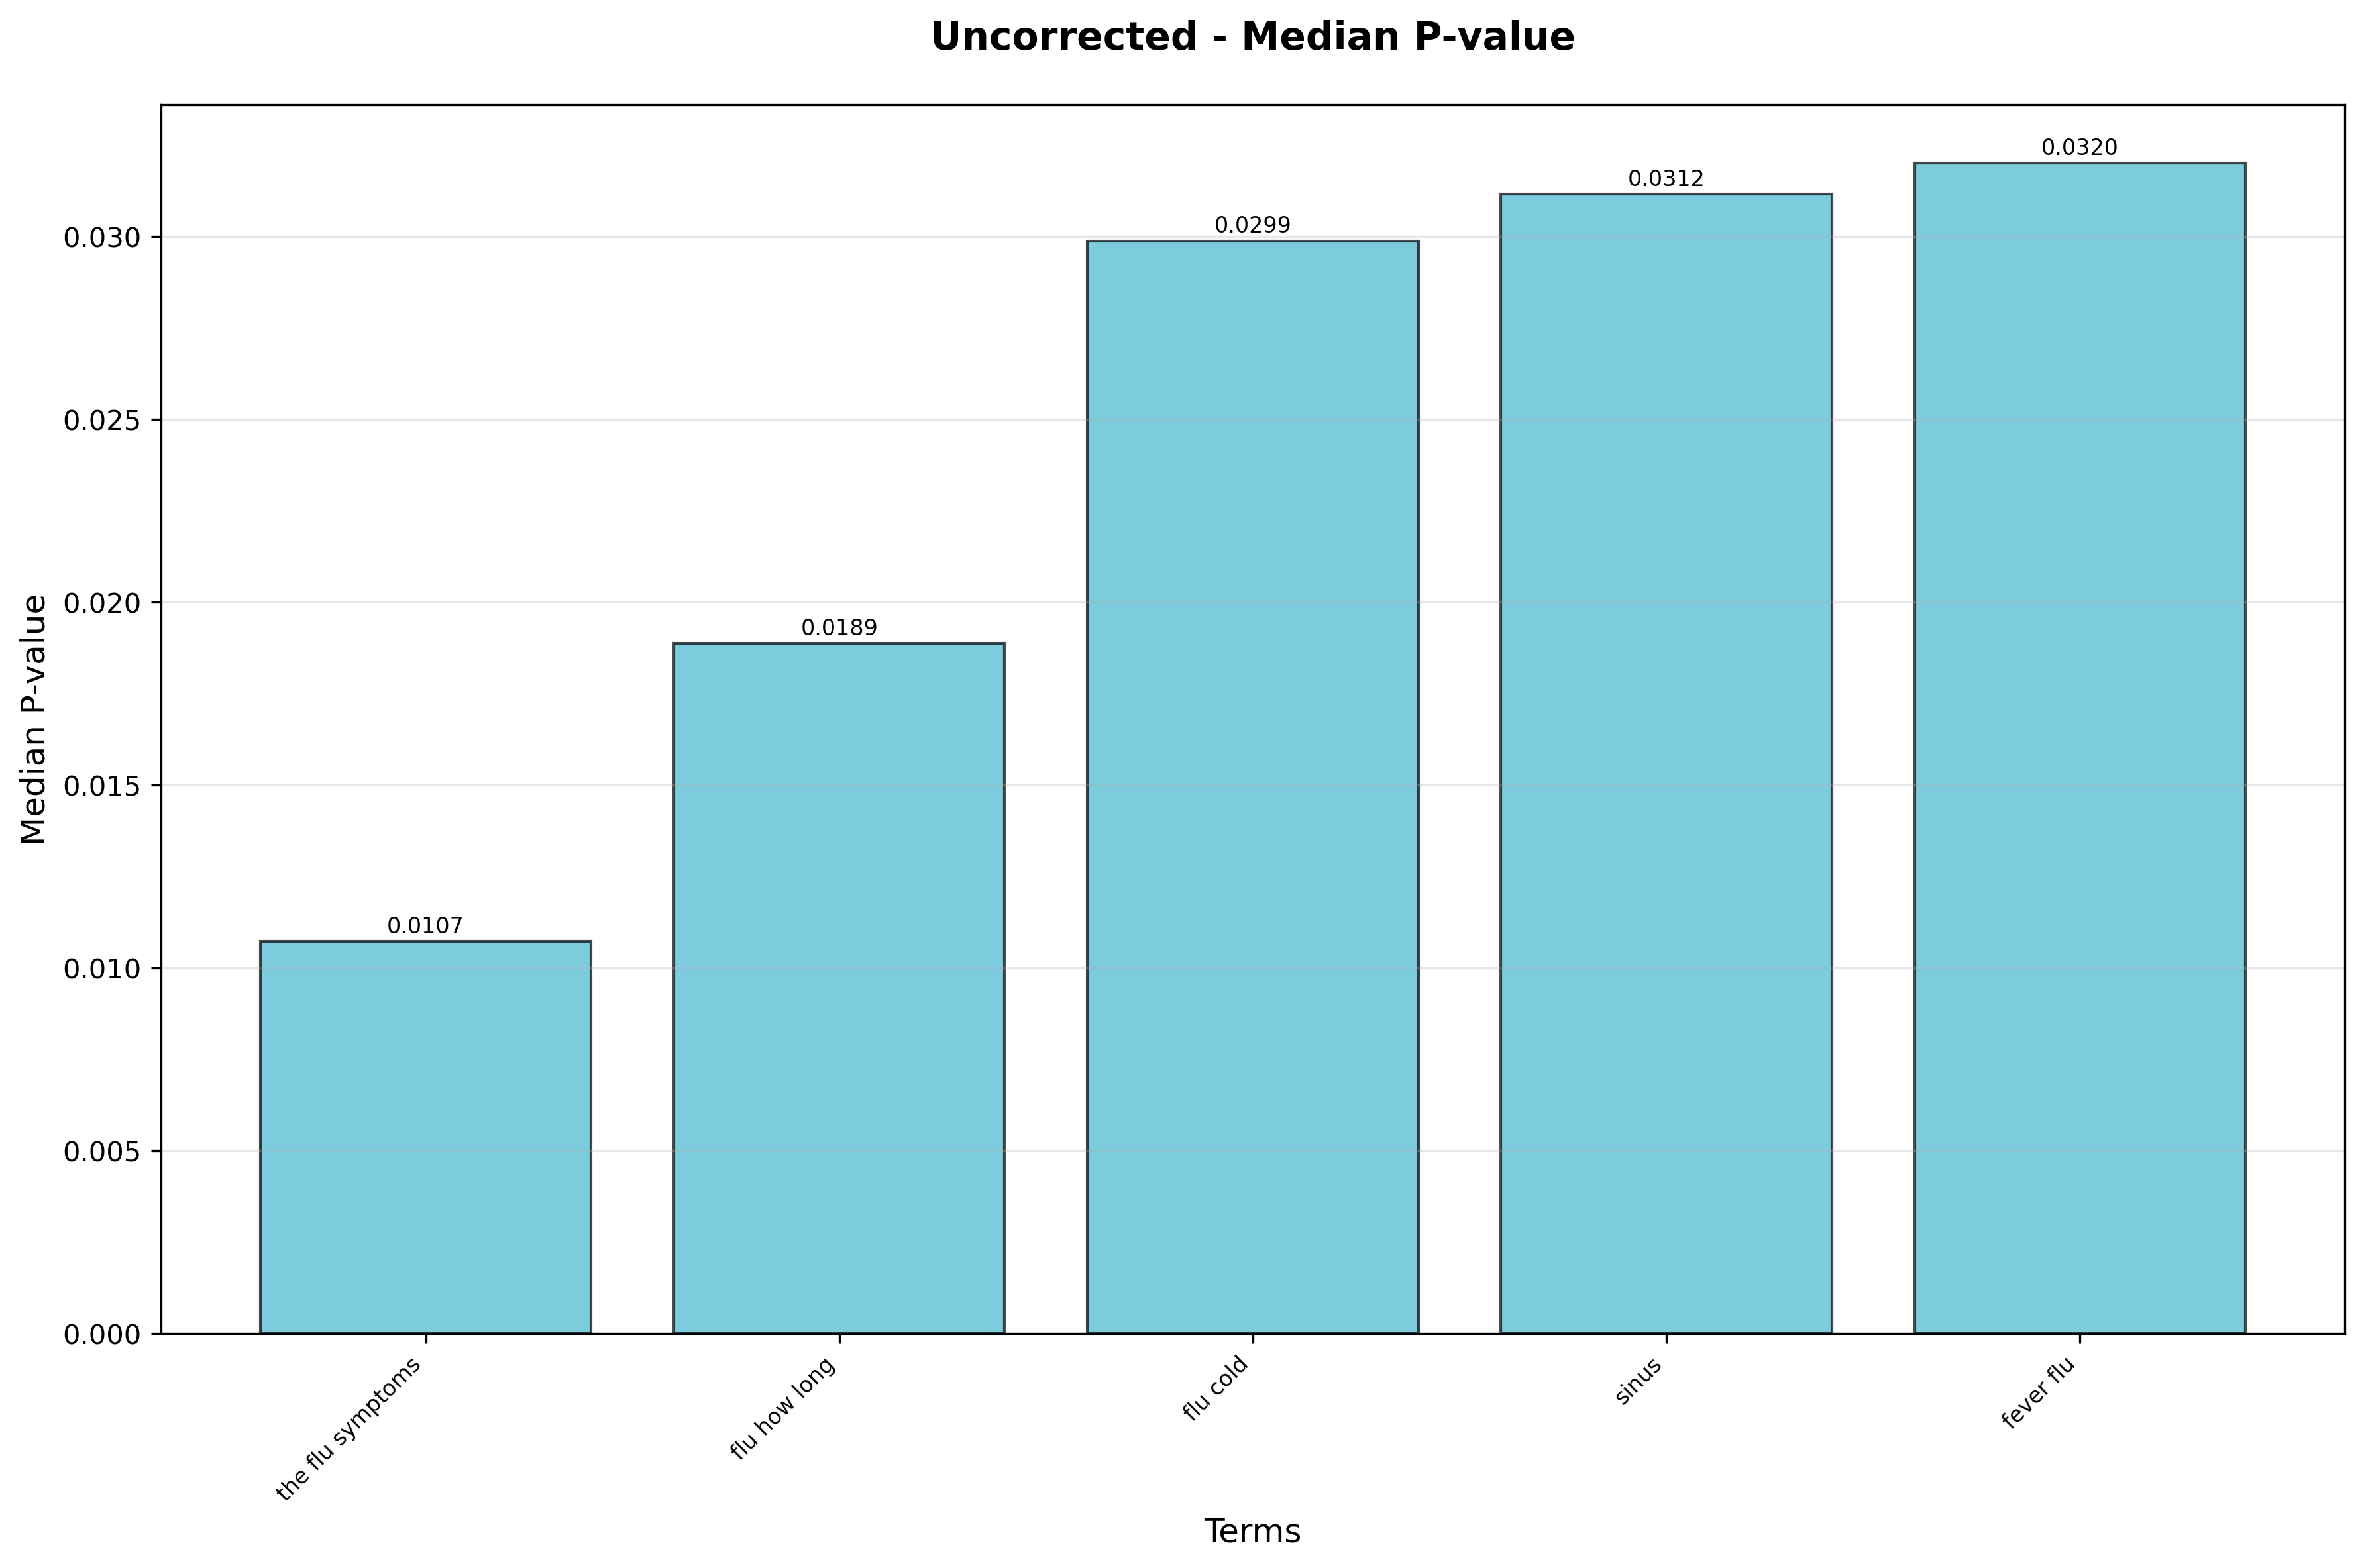 Uncorrected - Median P-value
Median P-value
0.030
0.025
0.020
0.015
0.010
0.005
0.000
0.0107
0.0189
0.0299
0.0312
0.0320
the flu symptoms
flu how long
flu cold
sinus
fever flu
Terms